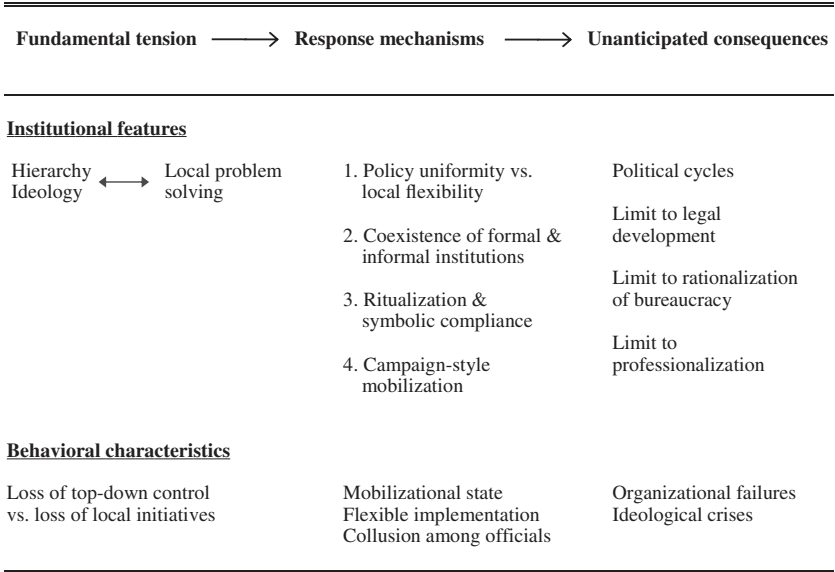 Fundamental tension ⟶ Response mechanisms ⟶ Unanticipated consequences
Institutional features
Hierarchy
Ideology
⟷
Local problem
solving
1. Policy uniformity vs.
local flexibility
2. Coexistence of formal &
informal institutions
3. Ritualization &
symbolic compliance
4. Campaign-style
mobilization
Political cycles
Limit to legal
development
Limit to rationalization
of bureaucracy
Limit to
professionalization
Behavioral characteristics
Loss of top-down control
vs. loss of local initiatives
Mobilizational state
Flexible implementation
Collusion among officials
Organizational failures
Ideological crises